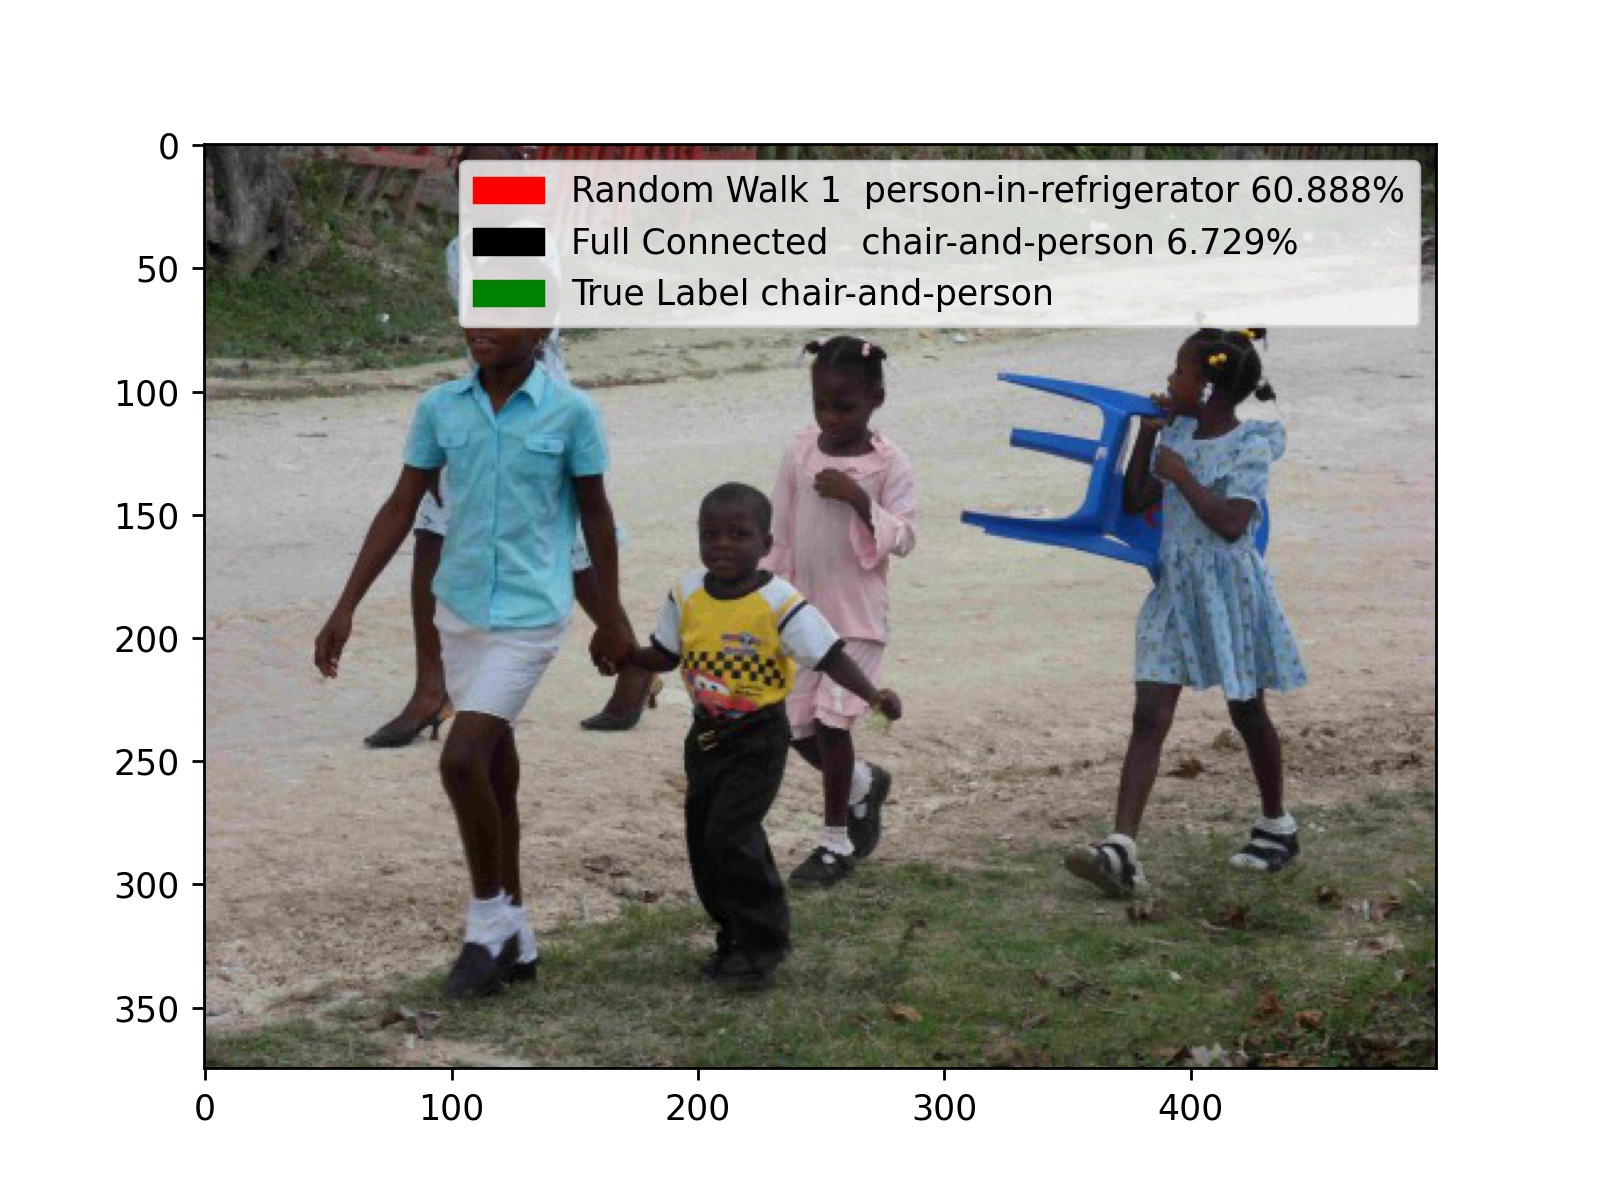 Random Walk 1  person-in-refrigerator 60.888%
Full Connected   chair-and-person 6.729%
True Label chair-and-person
0
50
100
150
200
250
300
350
0 100 200 300 400